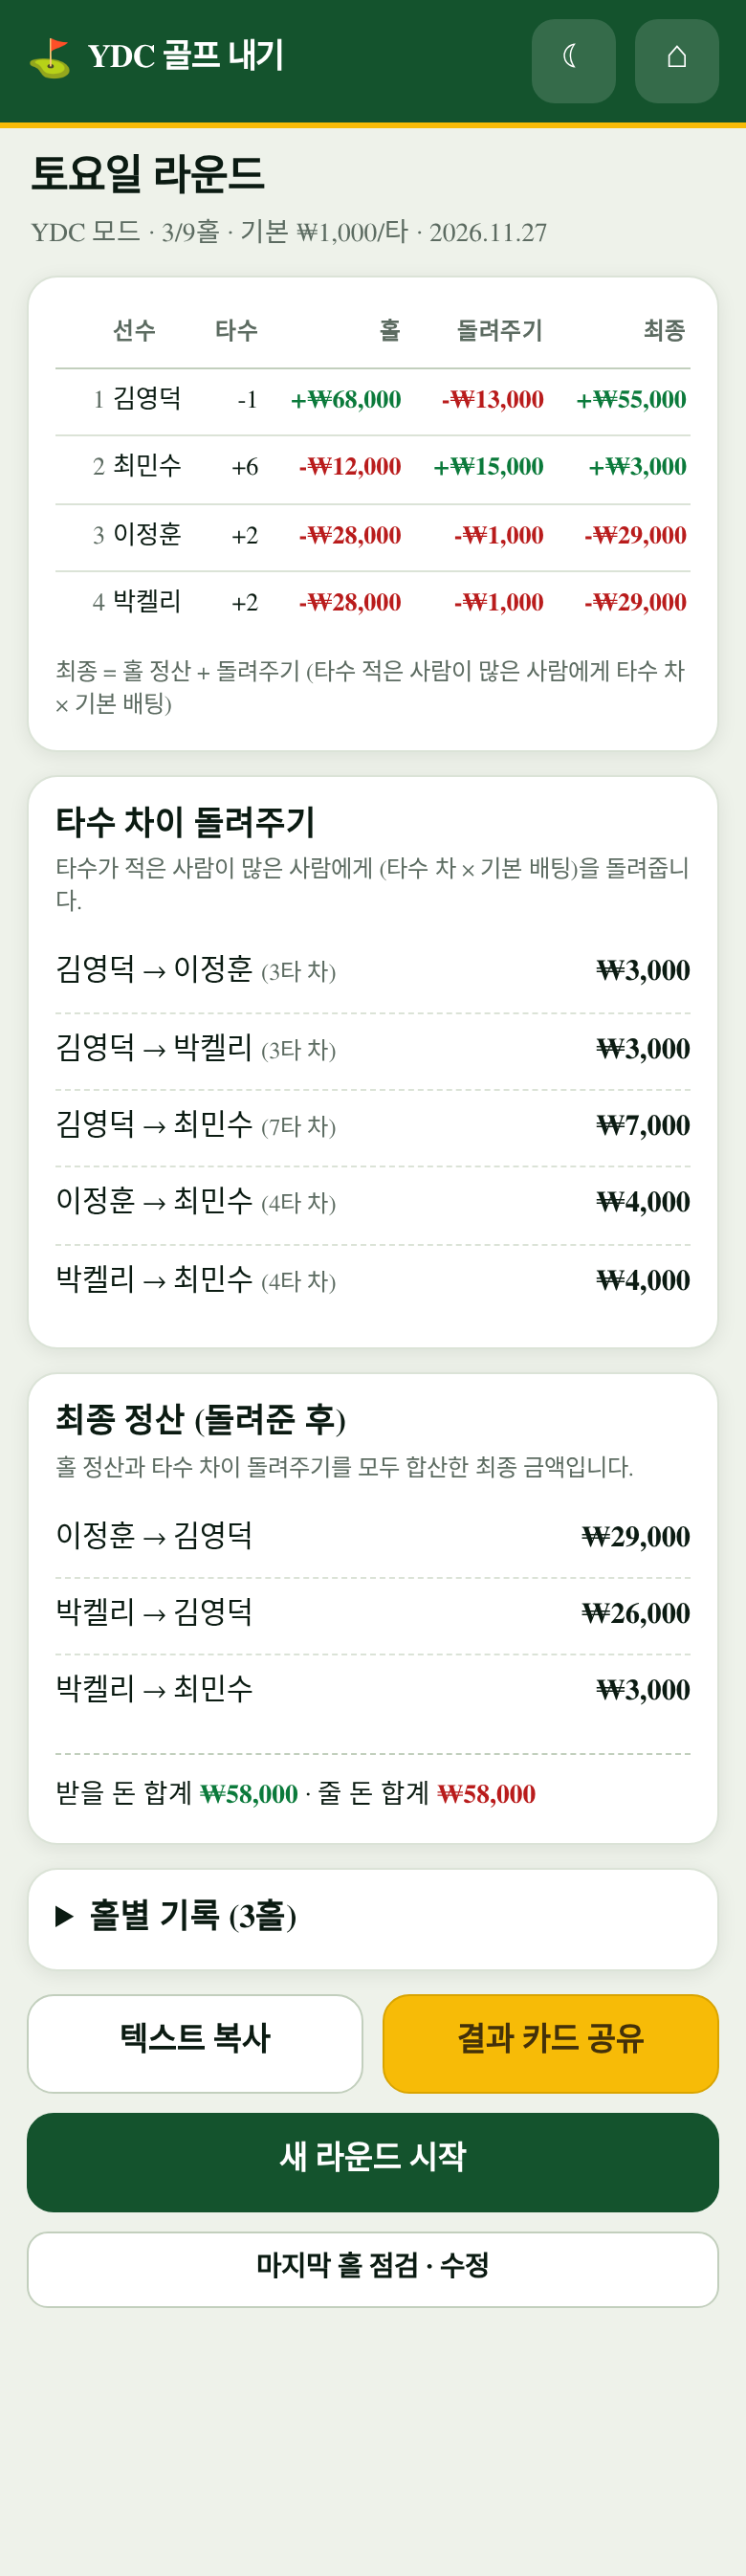 YDC 골프 내기
토요일 라운드
YDC 모드 · 3/9홀 · 기본 ₩1,000/타 · 2026.11.27
선수 타수 홀 돌려주기 최종
1 김영덕 -1 +₩68,000 -₩13,000 +₩55,000
2 최민수 +6 -₩12,000 +₩15,000 +₩3,000
3 이정훈 +2 -₩28,000 -₩1,000 -₩29,000
4 박켈리 +2 -₩28,000 -₩1,000 -₩29,000
최종 = 홀 정산 + 돌려주기 (타수 적은 사람이 많은 사람에게 타수 차
× 기본 배팅)
타수 차이 돌려주기
타수가 적은 사람이 많은 사람에게 (타수 차 × 기본 배팅)을 돌려줍니
다.
김영덕 → 이정훈 (3타 차) ₩3,000
김영덕 → 박켈리 (3타 차) ₩3,000
김영덕 → 최민수 (7타 차) ₩7,000
이정훈 → 최민수 (4타 차) ₩4,000
박켈리 → 최민수 (4타 차) ₩4,000
최종 정산 (돌려준 후)
홀 정산과 타수 차이 돌려주기를 모두 합산한 최종 금액입니다.
이정훈 → 김영덕 ₩29,000
박켈리 → 김영덕 ₩26,000
박켈리 → 최민수 ₩3,000
받을 돈 합계 ₩58,000 · 줄 돈 합계 ₩58,000
▶ 홀별 기록 (3홀)
텍스트 복사 결과 카드 공유
새 라운드 시작
마지막 홀 점검 · 수정